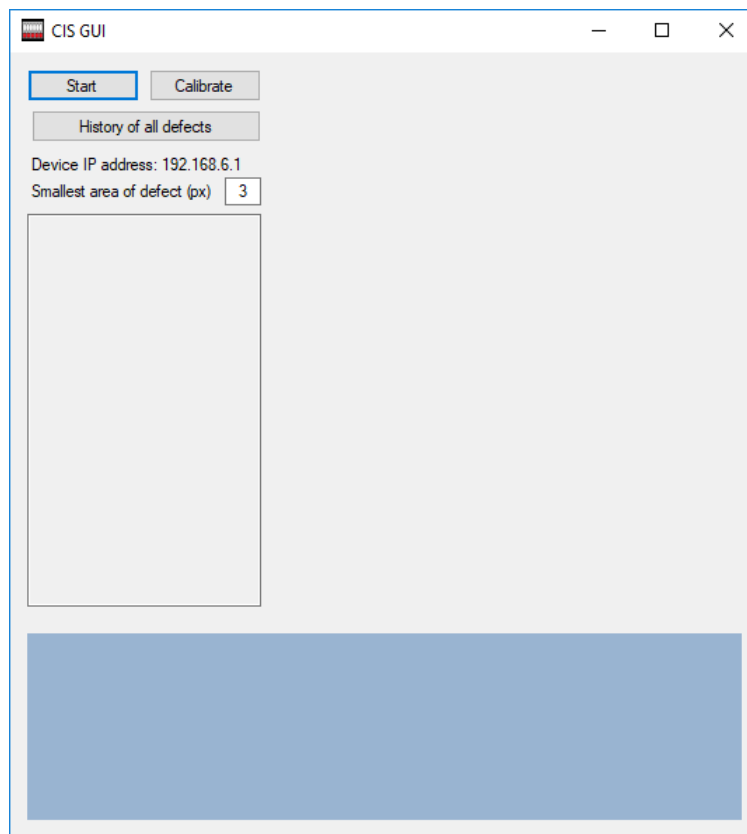 CIS GUI
Start Calibrate
History of all defects
Device IP address: 192.168.6.1
Smallest area of defect (px) 3